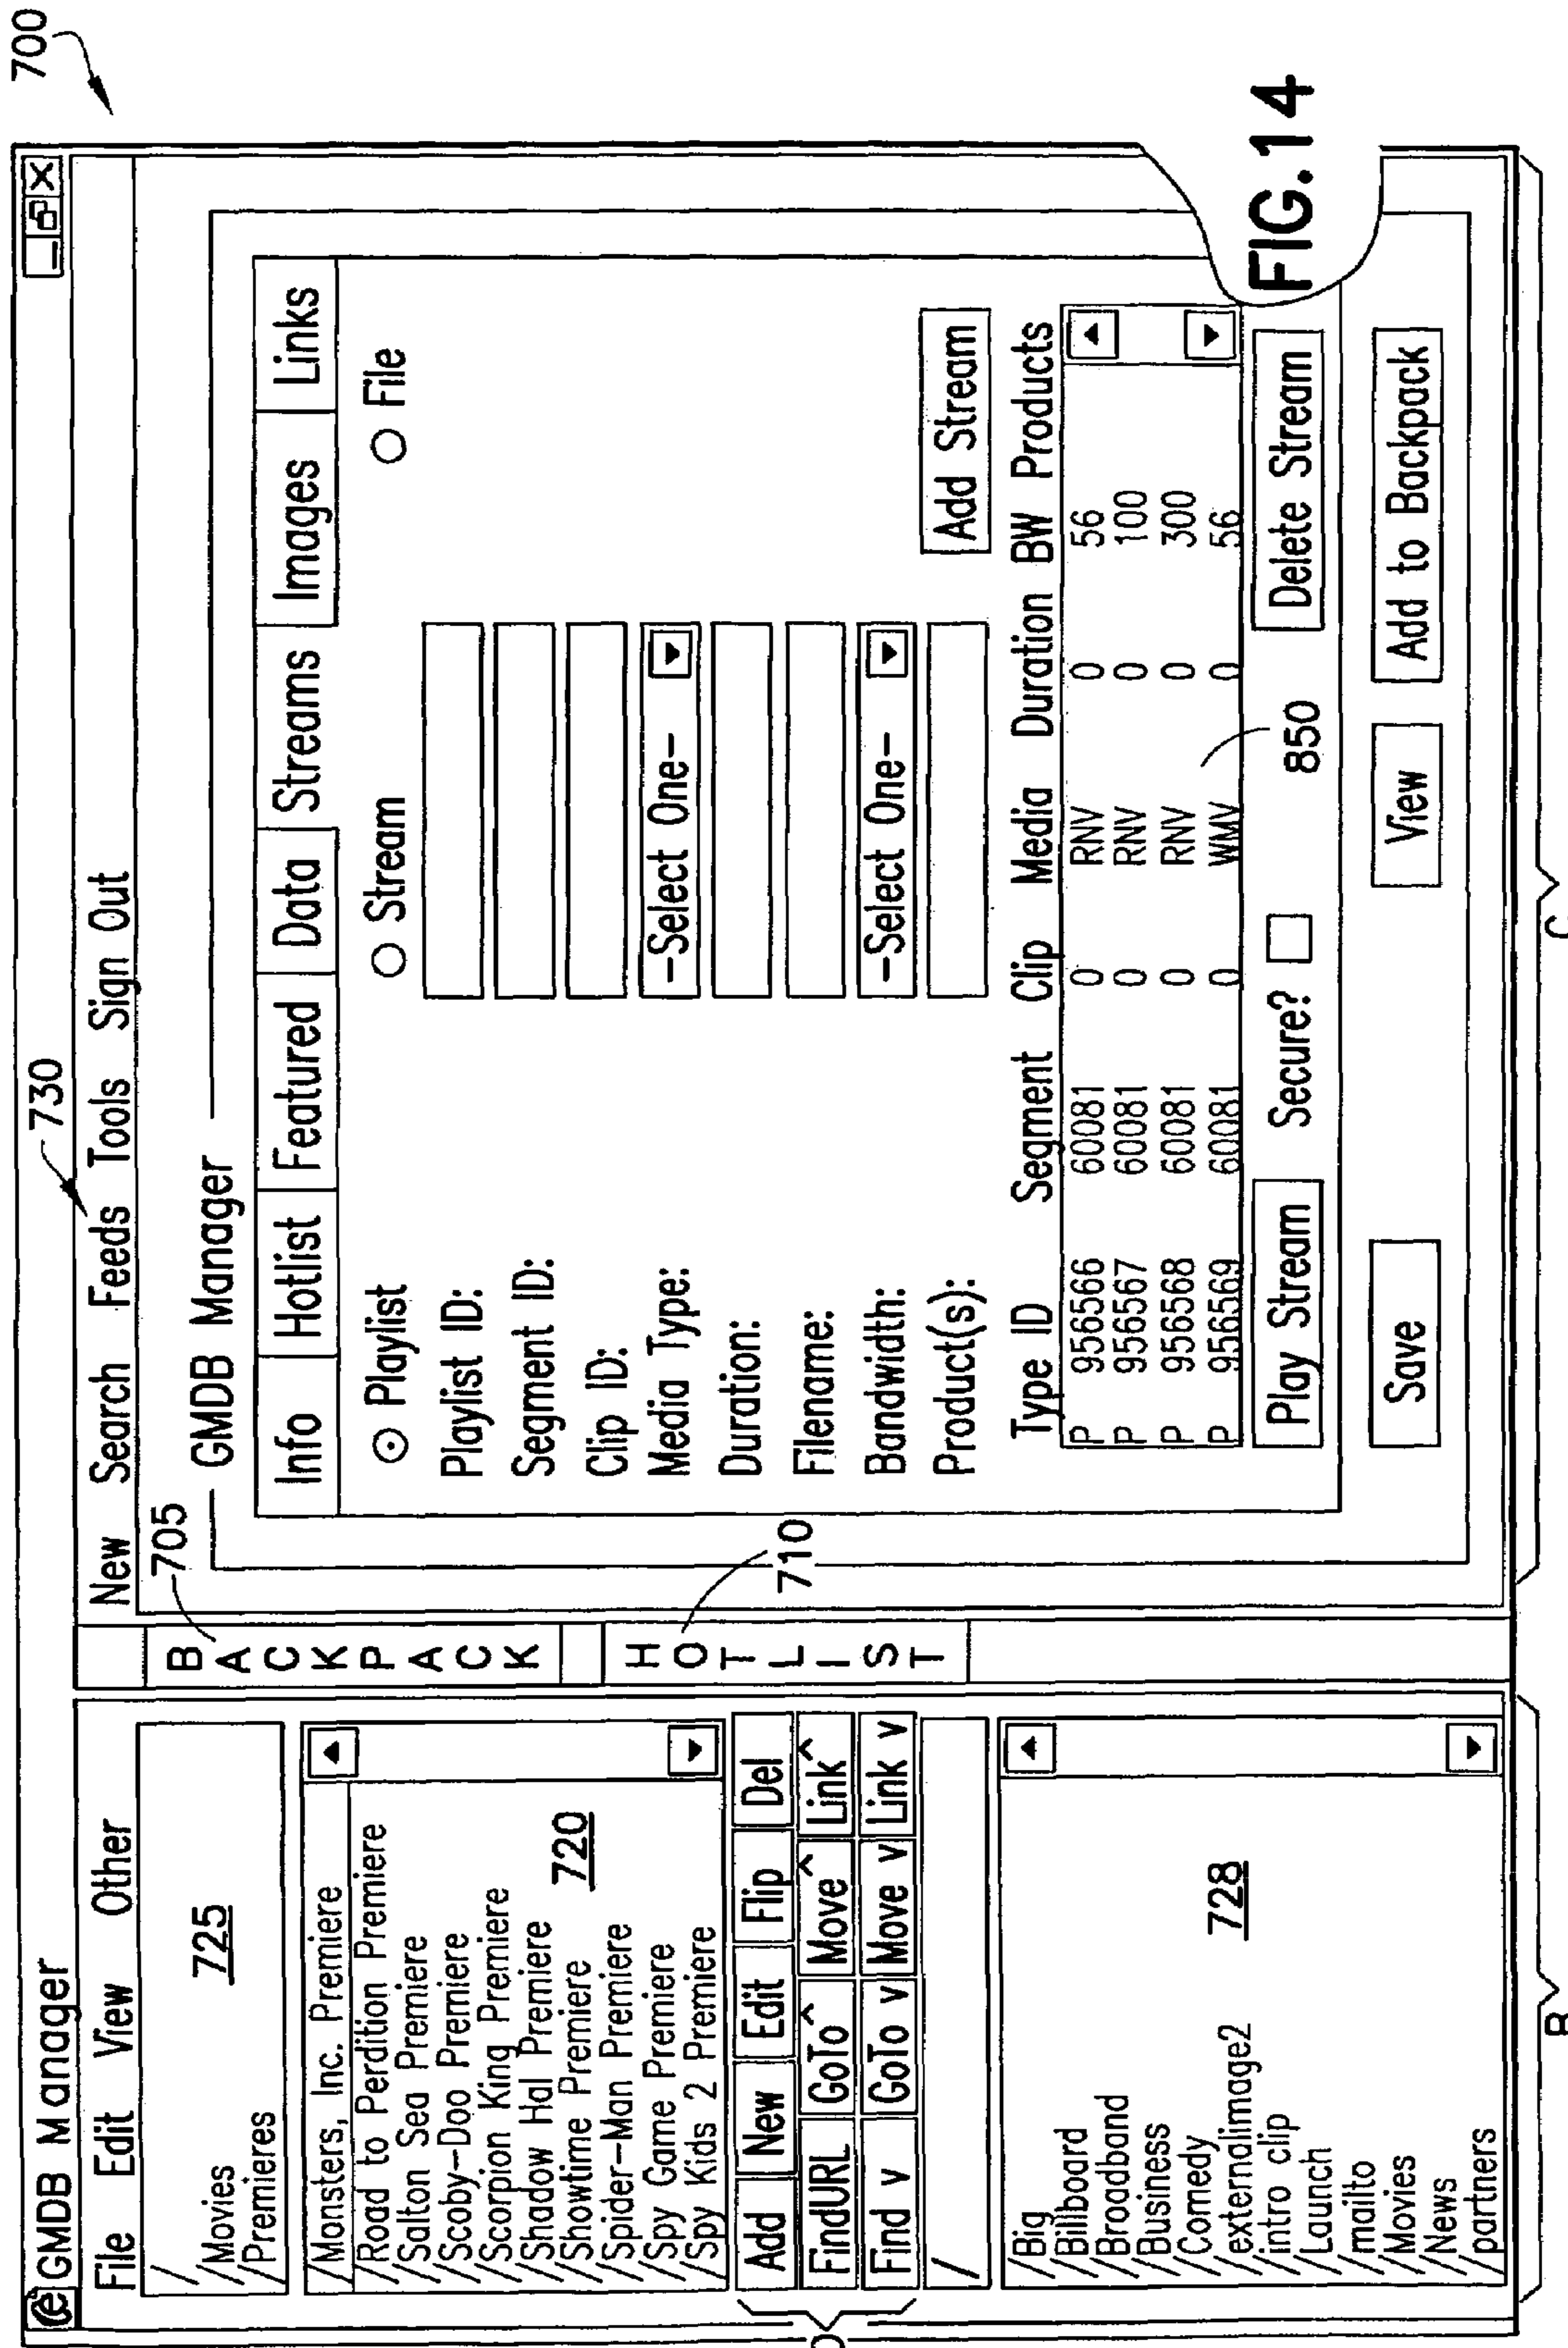 700
GMDB Manager
File Edit View Other
725
/
/Movies
/Premieres
/Monsters, Inc. Premiere
/Road to Perdition Premiere
/Salton Sea Premiere
/Scoby-Doo Premiere
/Scorpion King Premiere
/Shadow Hal Premiere
/Showtime Premiere
/Spider-Man Premiere
/Spy Game Premiere
/Spy Kids 2 Premiere
720
Add New Edit Flip Del
FindURL GoTo^ Move^ Link^
Find v GoTo v Move v Link v
D
/
/Big
/Billboard
/Broadband
/Business
/Comedy
/externalimage2
/intro clip
/Launch
/mailto
/Movies
/News
/partners
728
B
BACKPACK
705
HOTLIST
710
New Search Feeds Tools Sign Out
730
GMDB Manager
Info Hotlist Featured Data Streams Images Links
Playlist Stream File
Playlist ID:
Segment ID:
Clip ID:
Media Type: -Select One-
Duration:
Filename:
Bandwidth: -Select One-
Product(s):
Add Stream
Type ID Segment Clip Media Duration BW Products
P 956566 60081 0 RNV 0 56
P 956567 60081 0 RNV 0 100
P 956568 60081 0 RNV 0 300
P 956569 60081 0 WMV 0 56
850
Play Stream Secure? Delete Stream
Save View Add to Backpack
C
FIG.14